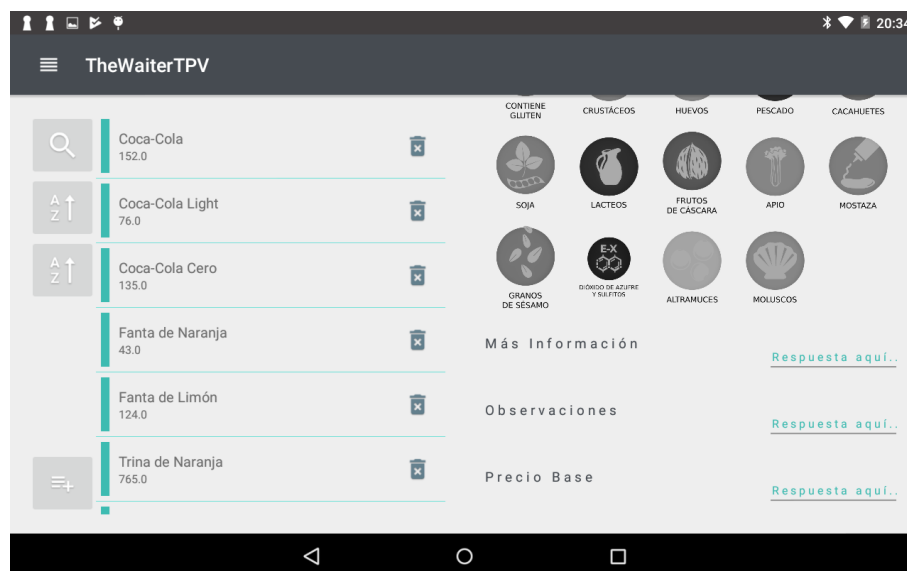 20:34
TheWaiterTPV
A
Z
A
Z
Coca-Cola
152.0
Coca-Cola Light
76.0
Coca-Cola Cero
135.0
Fanta de Naranja
43.0
Fanta de Limón
124.0
Trina de Naranja
765.0
CONTIENE
GLUTEN
CRUSTÁCEOS
HUEVOS
PESCADO
CACAHUETES
SOJA
LACTEOS
FRUTOS
DE CÁSCARA
APIO
MOSTAZA
GRANOS
DE SÉSAMO
E-X
DIÓXIDO DE AZUFRE
Y SULFITOS
ALTRAMUCES
MOLUSCOS
Más Información
Respuesta aquí..
Observaciones
Respuesta aquí..
Precio Base
Respuesta aquí..